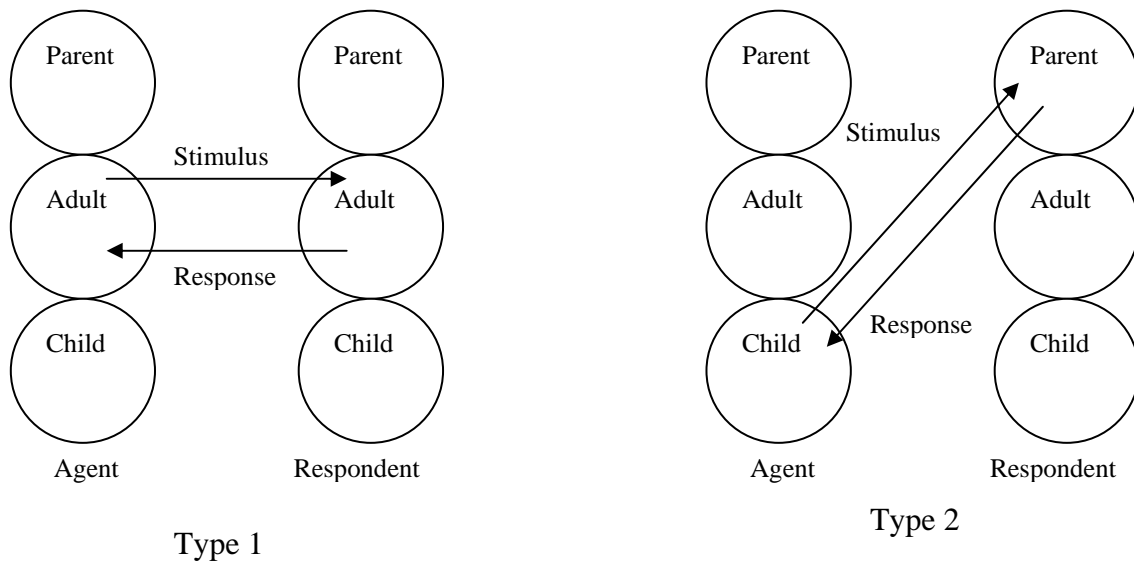 Parent
Parent
Stimulus
Adult
Adult
Response
Child
Child
Agent
Respondent
Type 1
Parent
Parent
Stimulus
Adult
Adult
Response
Child
Child
Agent
Respondent
Type 2